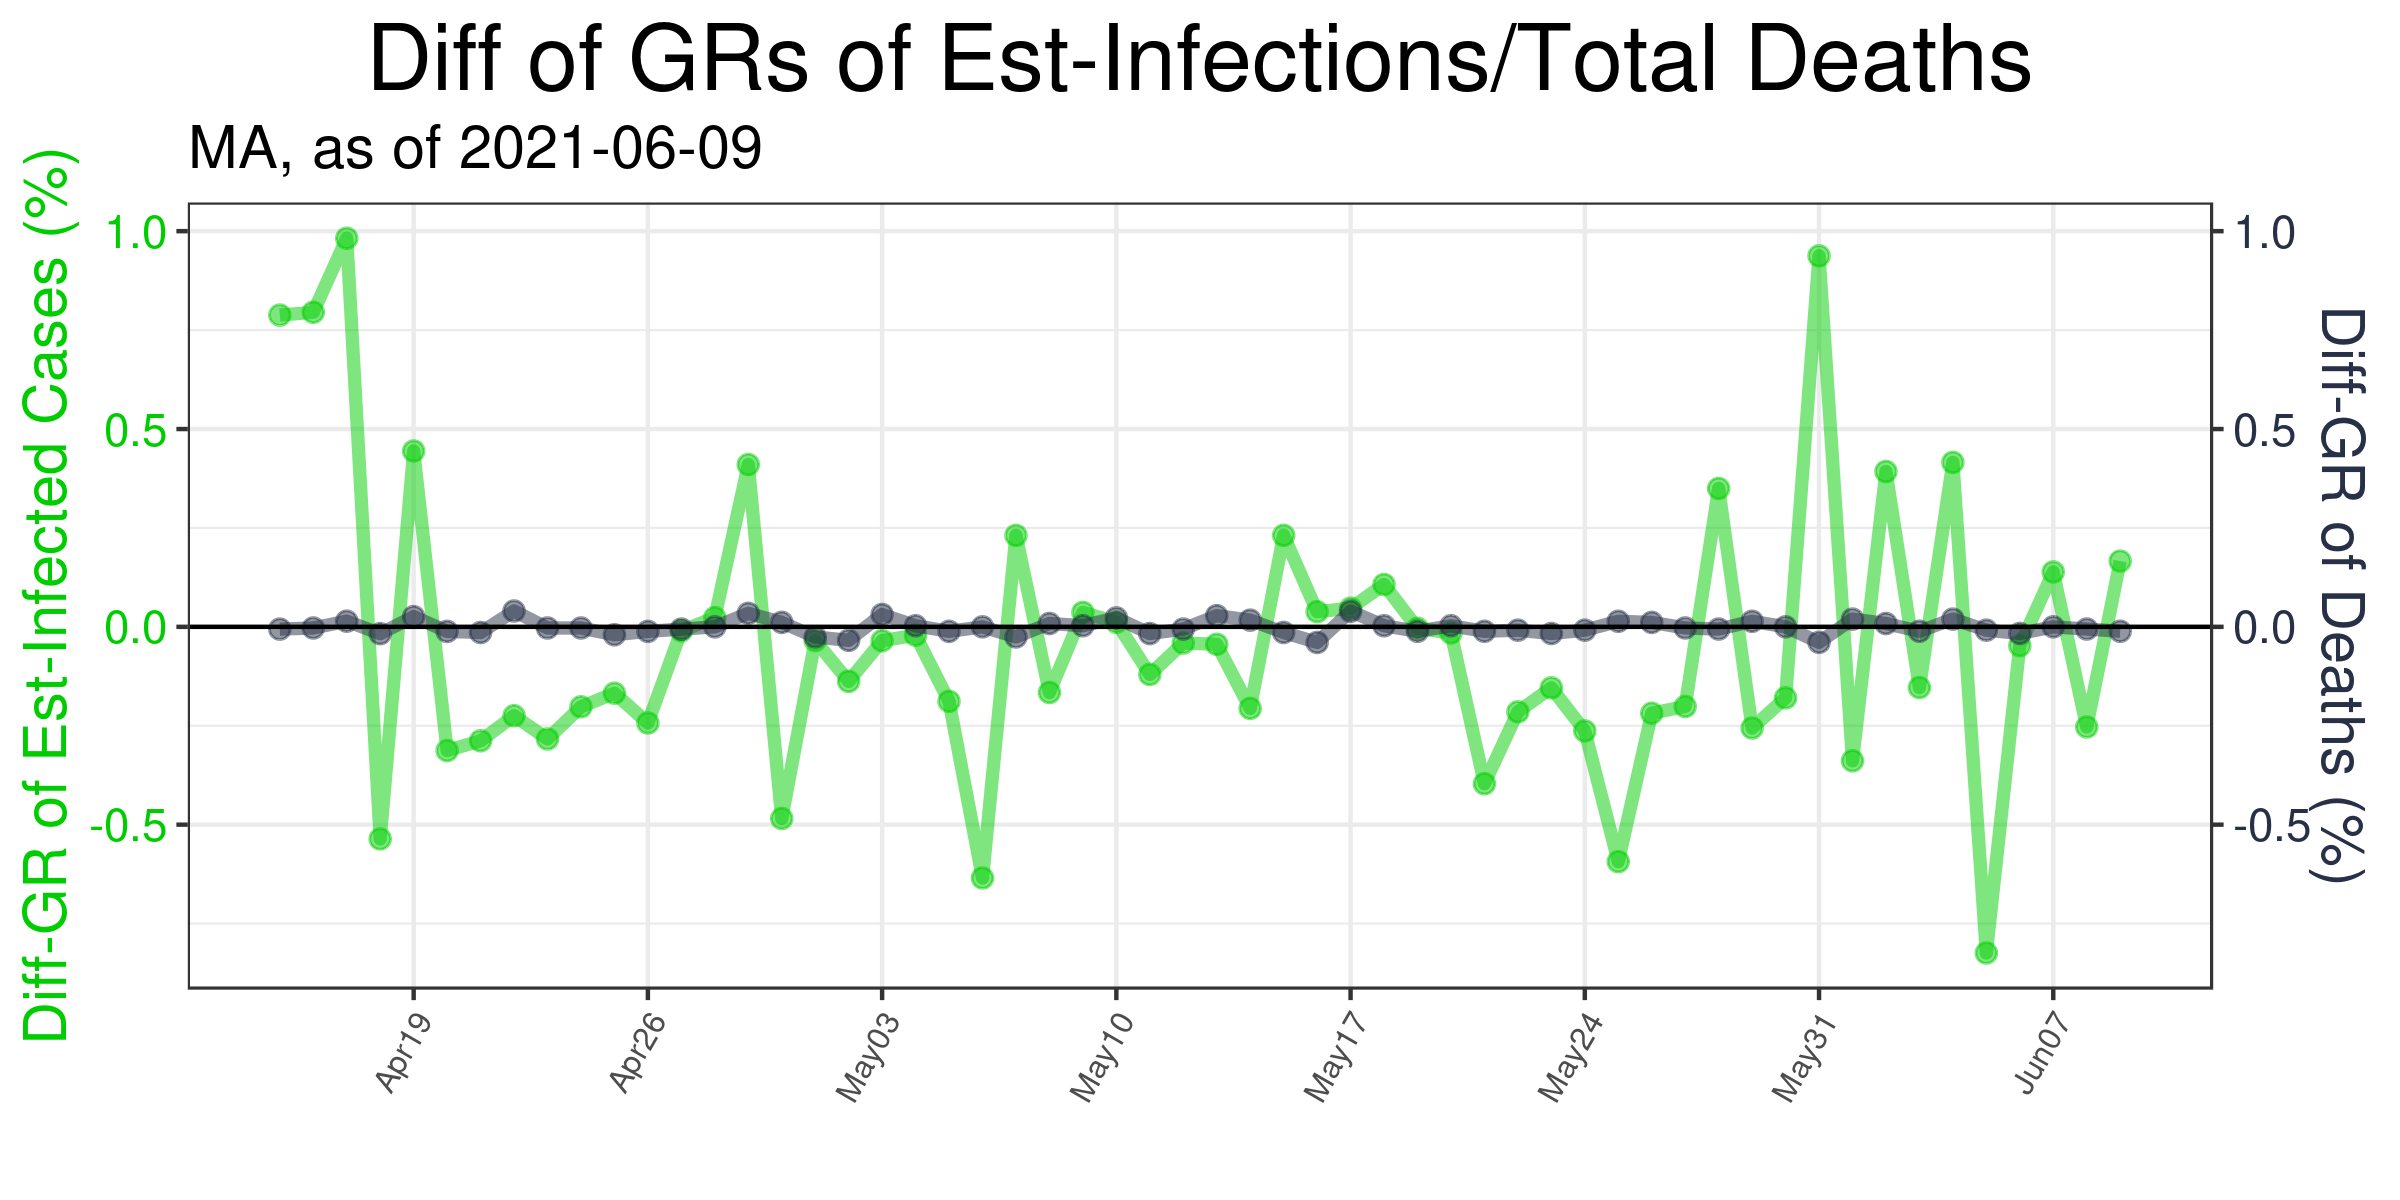 Diff of GRs of Est-Infections/Total Deaths
MA, as of 2021-06-09
Diff-GR of Est-Infected Cases (%)
1.0
0.5
0.0
-0.5
1.0
0.5
0.0
-0.5
Diff-GR of Deaths (%)
Apr19
Apr26
May03
May10
May17
May24
May31
Jun07